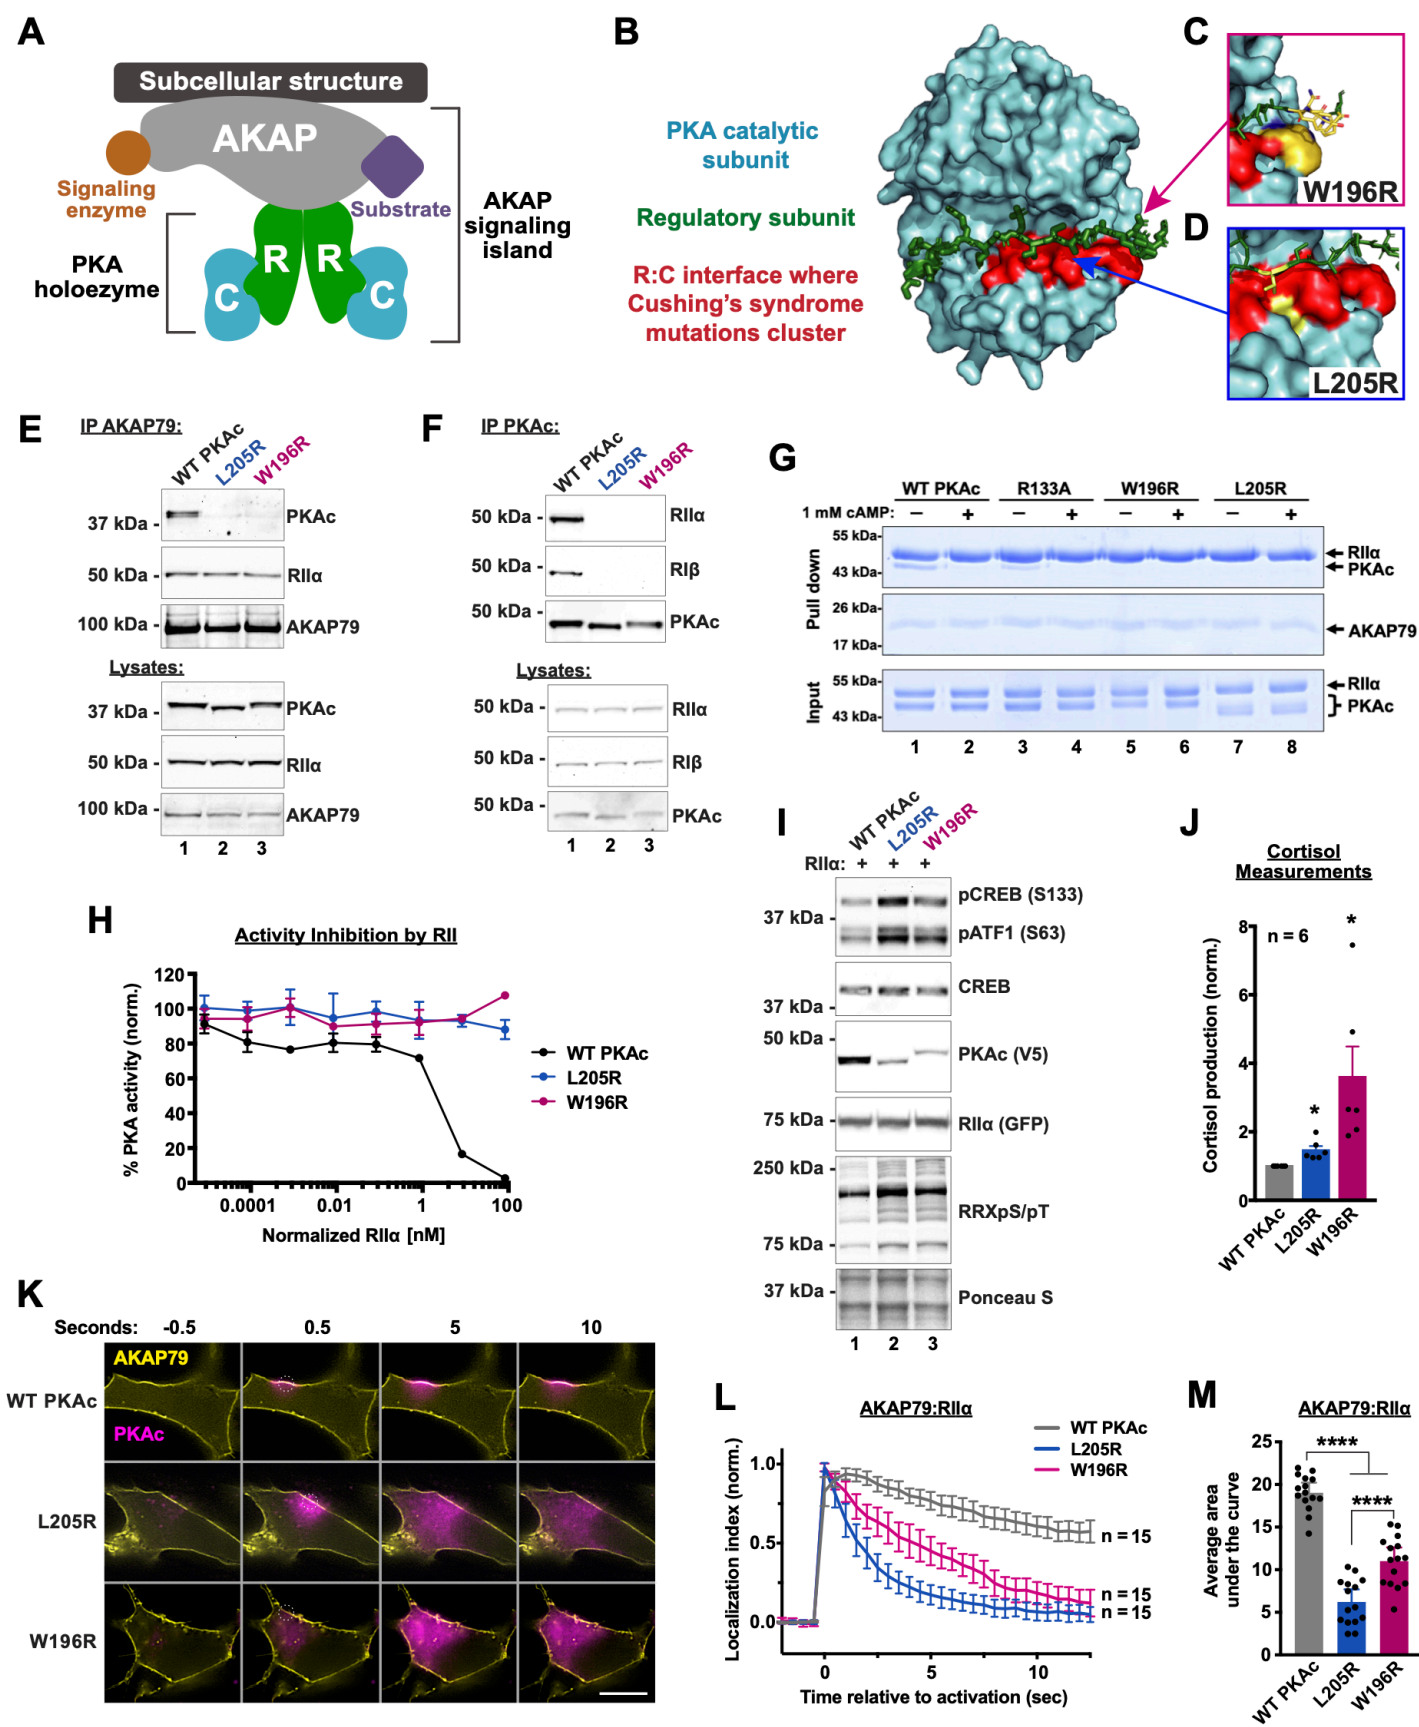 A
Subcellular structure
AKAP
Signaling
enzyme
Substrate
R R
C C
PKA
holoezyme
AKAP
signaling
island
B
PKA catalytic
subunit
Regulatory subunit
R:C interface where
Cushing's syndrome
mutations cluster
C
W196R
D
L205R
E
IP AKAP79:
WT PKAc
L205R
W196R
37 kDa -
PKAc
50 kDa -
RIIα
100 kDa -
AKAP79
Lysates:
37 kDa -
PKAc
50 kDa -
RIIα
100 kDa -
AKAP79
1 2 3
F
IP PKAc:
WT PKAc
L205R
W196R
50 kDa -
RIIα
50 kDa -
RIβ
50 kDa -
PKAc
Lysates:
50 kDa -
RIIα
50 kDa -
RIβ
50 kDa -
PKAc
1 2 3
G
WT PKAc R133A W196R L205R
1 mM cAMP: − + − + − + − +
Pull down
55 kDa-
43 kDa-
RIIα
PKAc
26 kDa-
17 kDa-
AKAP79
Input
55 kDa-
43 kDa-
RIIα
PKAc
1 2 3 4 5 6 7 8
H
Activity Inhibition by RII
% PKA activity (norm.)
120
100
80
60
40
20
0
0.0001 0.01 1 100
Normalized RIIα [nM]
WT PKAc
L205R
W196R
I
WT PKAc
L205R
W196R
RIIα: + + +
37 kDa -
pCREB (S133)
pATF1 (S63)
37 kDa -
CREB
50 kDa -
PKAc (V5)
75 kDa -
RIIα (GFP)
250 kDa -
RRXpS/pT
75 kDa -
37 kDa -
Ponceau S
1 2 3
J
Cortisol
Measurements
Cortisol production (norm.)
n = 6
8
6
4
2
0
*
*
WT PKAc
L205R
W196R
K
Seconds: -0.5 0.5 5 10
AKAP79
PKAc
WT PKAc
L205R
W196R
L
AKAP79:RIIα
WT PKAc
L205R
W196R
Localization index (norm.)
1.0
0.5
0.0
n = 15
n = 15
n = 15
0 5 10
Time relative to activation (sec)
M
AKAP79:RIIα
Average area
under the curve
25
20
15
10
5
0
****
****
WT PKAc
L205R
W196R